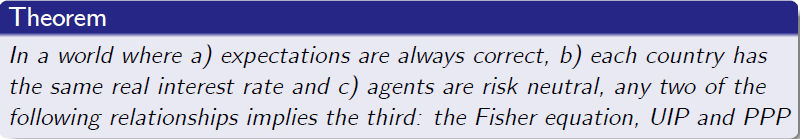 Theorem
In a world where a) expectations are always correct, b) each country has
the same real interest rate and c) agents are risk neutral, any two of the
following relationships implies the third: the Fisher equation, UIP and PPP